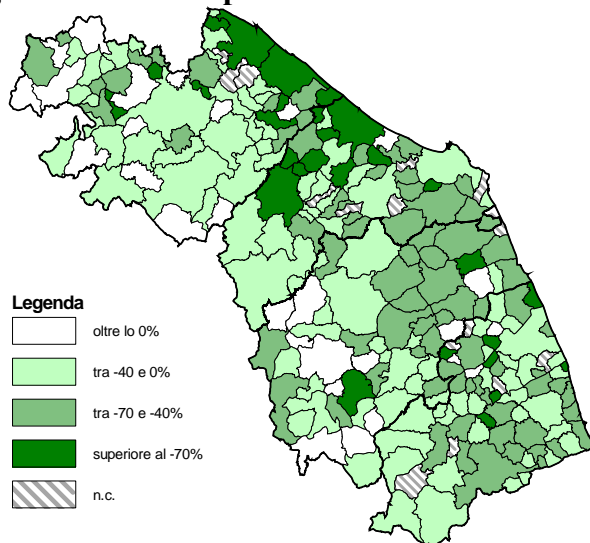 Legenda
oltre lo 0%
tra -40 e 0%
tra -70 e -40%
superiore al -70%
n.c.